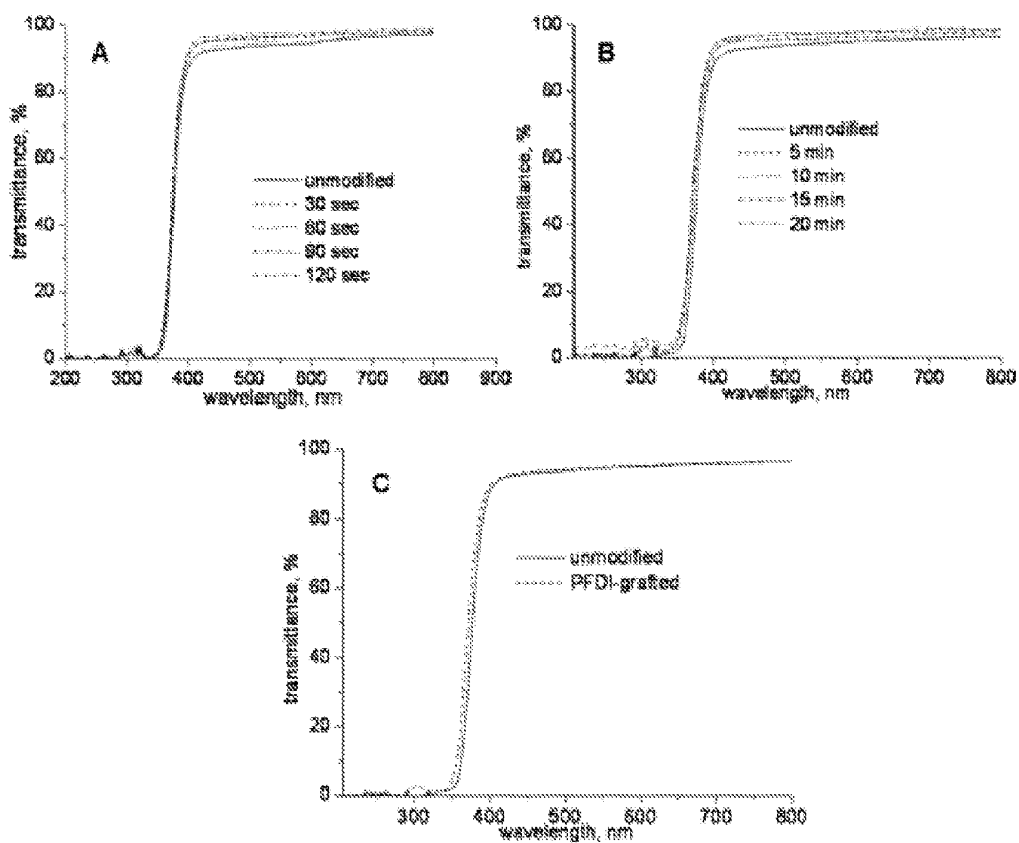 A
transmittance, %
100
80
60
40
20
0
unmodified
30 sec
60 sec
90 sec
120 sec
200 300 400 500 600 700 800 900
wavelength, nm
B
transmittance, %
100
80
60
40
20
0
unmodified
5 min
10 min
15 min
20 min
300 400 500 600 700 800
wavelength, nm
C
transmittance, %
100
80
60
40
20
0
unmodified
PFDI-grafted
300 400 500 600 700 800
wavelength, nm